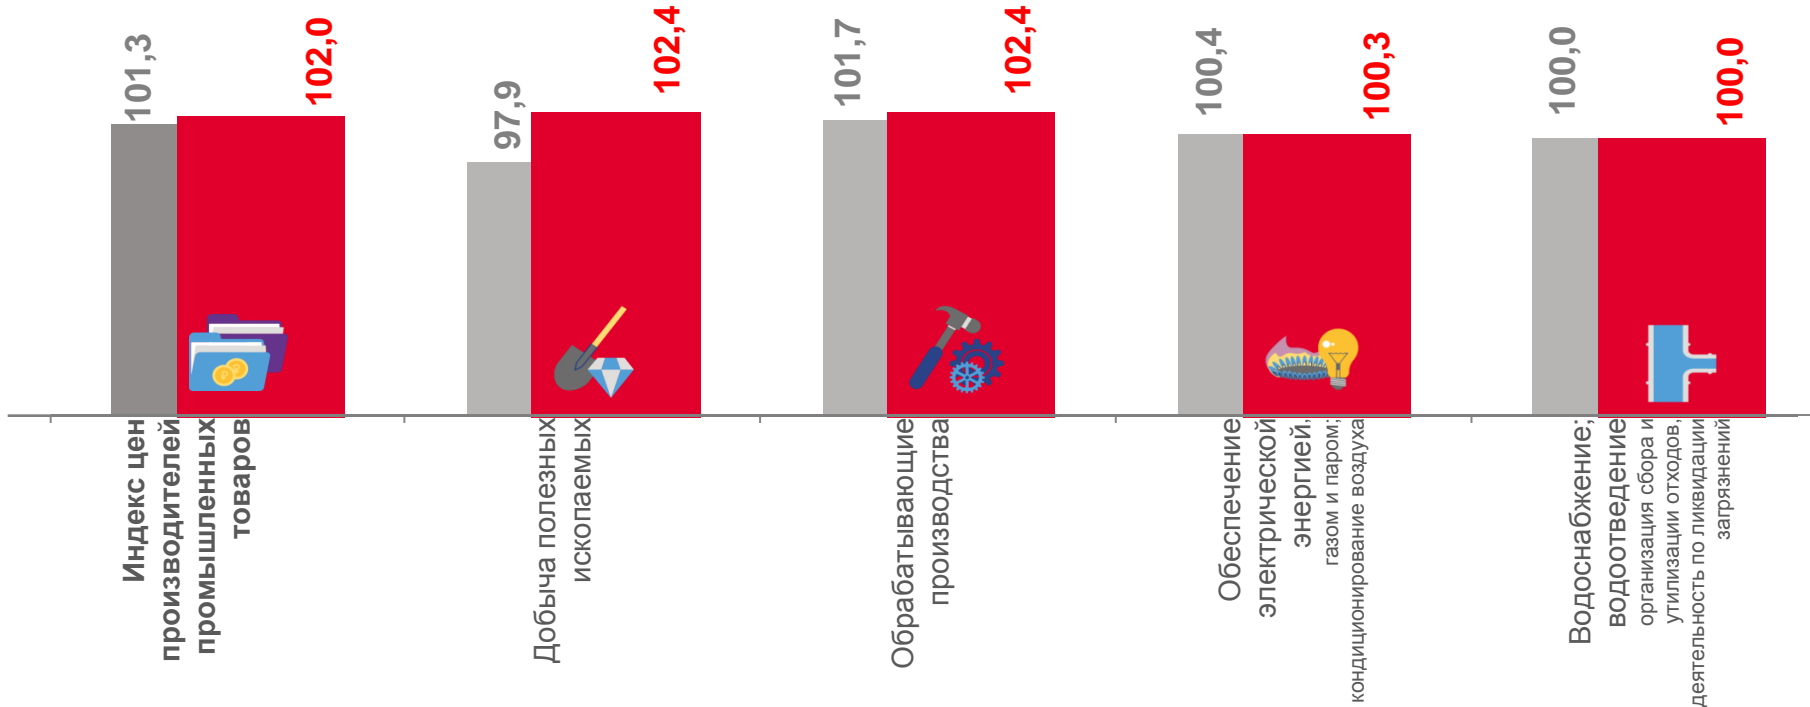 101,3
102,0
97,9
102,4
101,7
102,4
100,4
100,3
100,0
100,0
Индекс цен
производителей
промышленных
товаров
Добыча полезных
ископаемых
Обрабатывающие
производства
Обеспечение
электрической
энергией,
газом и паром;
кондиционирование воздуха
Водоснабжение;
водоотведение
организация сбора и
утилизации отходов,
деятельность по ликвидации
загрязнений